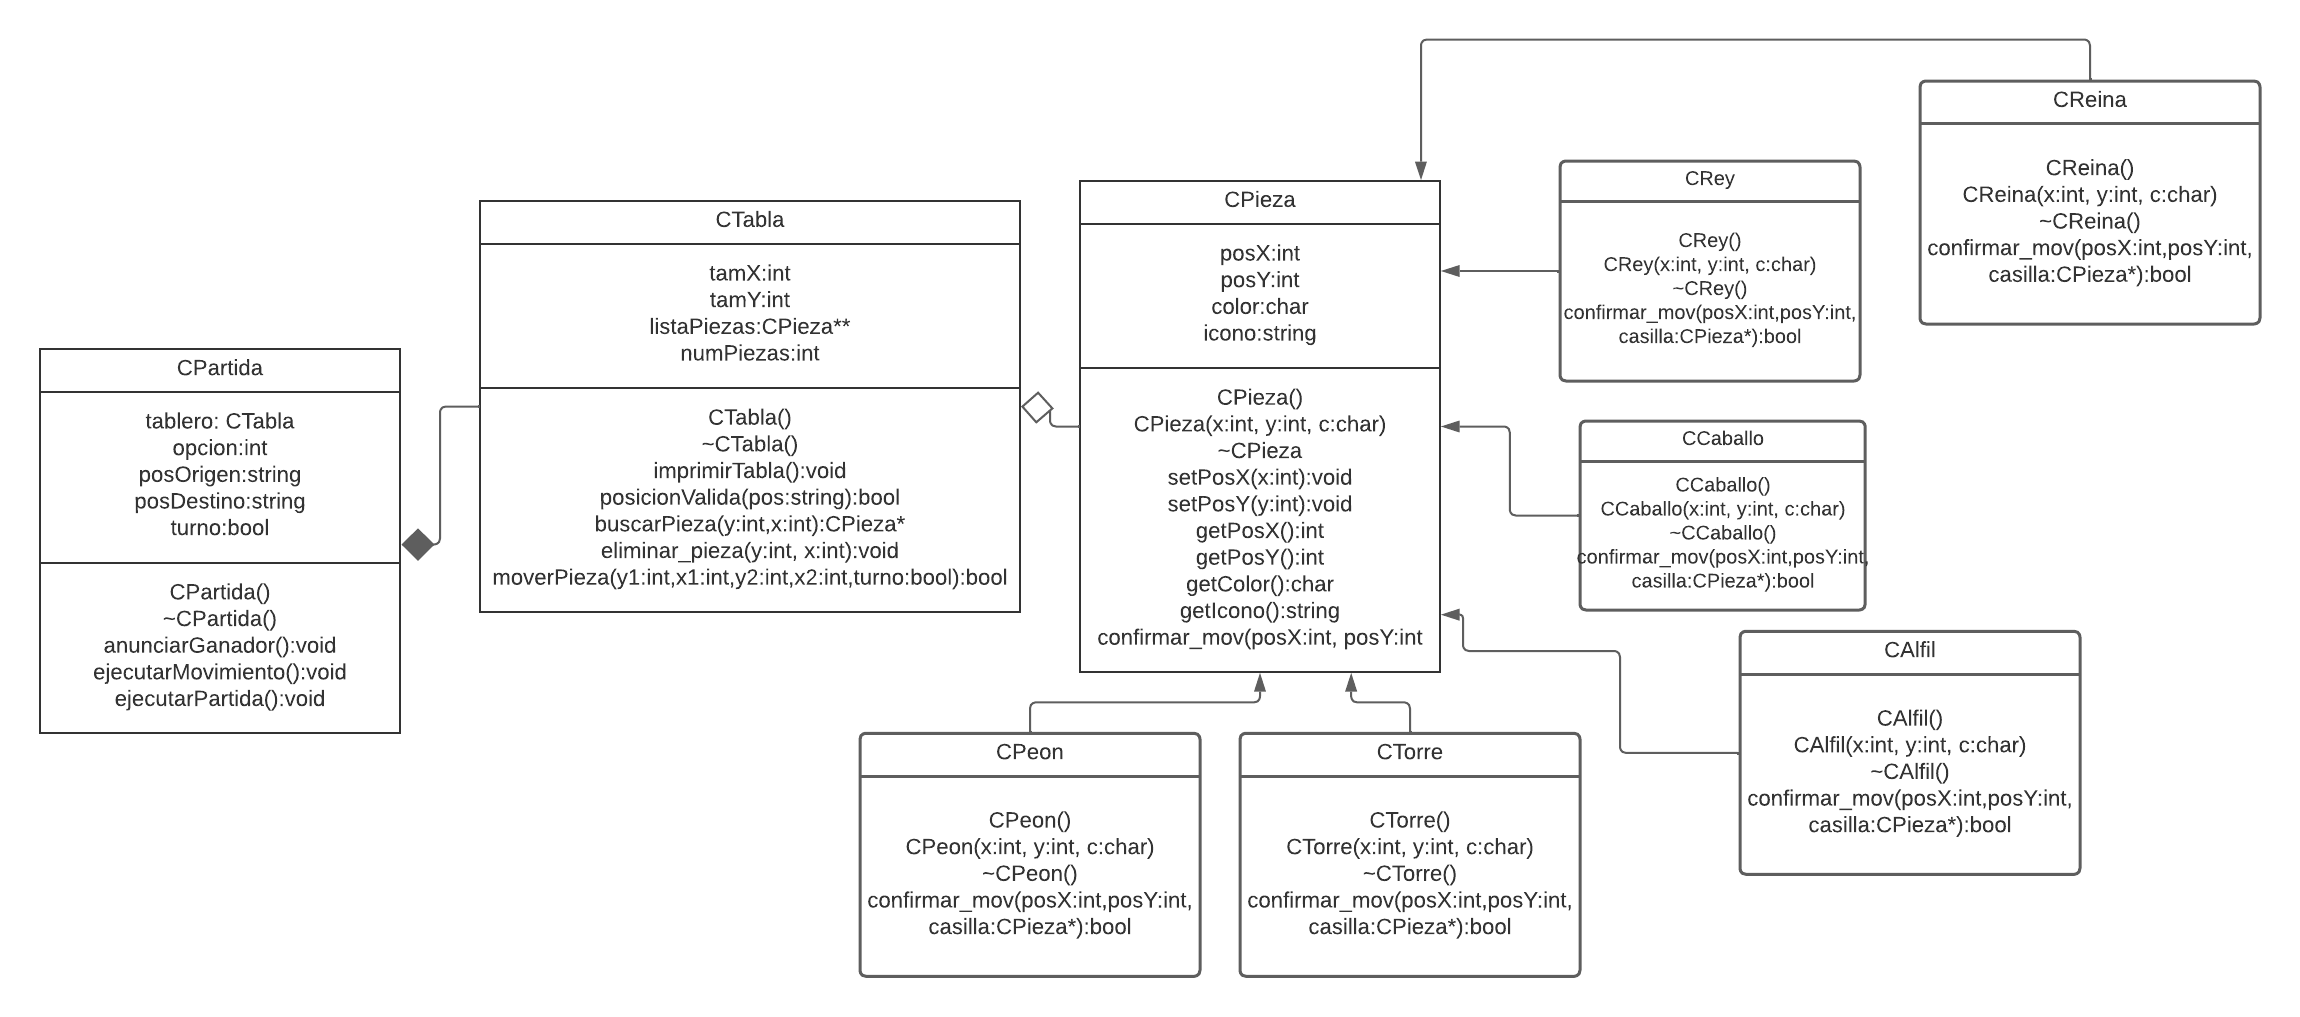 CPartida
tablero: CTabla
opcion:int
posOrigen:string
posDestino:string
turno:bool
CPartida()
~CPartida()
anunciarGanador():void
ejecutarMovimiento():void
ejecutarPartida():void
CTabla
tamX:int
tamY:int
listaPiezas:CPieza**
numPiezas:int
CTabla()
~CTabla()
imprimirTabla():void
posicionValida(pos:string):bool
buscarPieza(y:int,x:int):CPieza*
eliminar_pieza(y:int, x:int):void
moverPieza(y1:int,x1:int,y2:int,x2:int,turno:bool):bool
CPieza
posX:int
posY:int
color:char
icono:string
CPieza()
CPieza(x:int, y:int, c:char)
~CPieza
setPosX(x:int):void
setPosY(y:int):void
getPosX():int
getPosY():int
getColor():char
getIcono():string
confirmar_mov(posX:int, posY:int
CReina
CReina()
CReina(x:int, y:int, c:char)
~CReina()
confirmar_mov(posX:int,posY:int,
casilla:CPieza*):bool
CRey
CRey()
CRey(x:int, y:int, c:char)
~CRey()
confirmar_mov(posX:int,posY:int,
casilla:CPieza*):bool
CCaballo
CCaballo()
CCaballo(x:int, y:int, c:char)
~CCaballo()
confirmar_mov(posX:int,posY:int,
casilla:CPieza*):bool
CAlfil
CAlfil()
CAlfil(x:int, y:int, c:char)
~CAlfil()
confirmar_mov(posX:int,posY:int,
casilla:CPieza*):bool
CPeon
CPeon()
CPeon(x:int, y:int, c:char)
~CPeon()
confirmar_mov(posX:int,posY:int,
casilla:CPieza*):bool
CTorre
CTorre()
CTorre(x:int, y:int, c:char)
~CTorre()
confirmar_mov(posX:int,posY:int,
casilla:CPieza*):bool